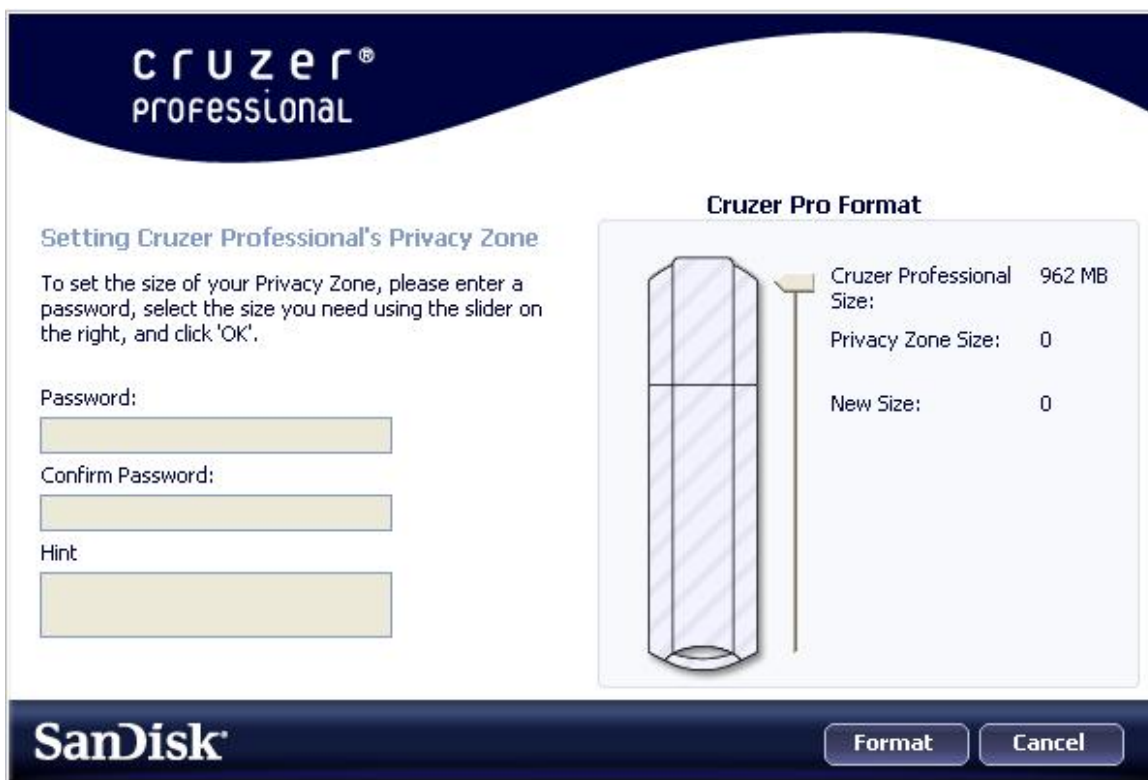 cruzer®
PROFESSIONAL
Cruzer Pro Format
Setting Cruzer Professional's Privacy Zone
To set the size of your Privacy Zone, please enter a
password, select the size you need using the slider on
the right, and click 'OK'.
Password:
Confirm Password:
Hint
Cruzer Professional 962 MB
Size:
Privacy Zone Size: 0
New Size: 0
SanDisk
Format Cancel